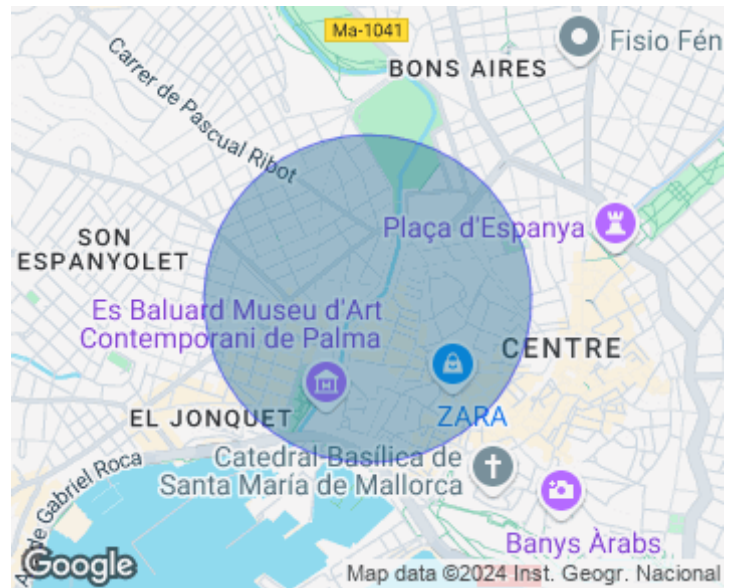 Ma-1041
Fisio Fén
BONS AIRES
Carrer de Pascual Ribot
Plaça d'Espanya
SON
ESPANYOLET
Es Baluard Museu d'Art
Contemporani de Palma
CENTRE
ZARA
EL JONQUET
Catedral Basílica de
Santa María de Mallorca
de Gabriel Roca
Banys Àrabs
Google
Map data ©2024 Inst. Geogr. Nacional